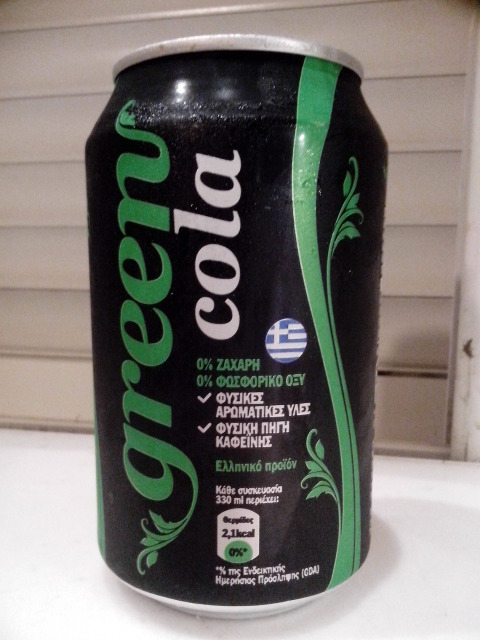 green
cola
0% ΖΑΧΑΡΗ
0% ΦΩΣΦΟΡΙΚΟ ΟΞΥ
✓ ΦΥΣΙΚΕΣ
ΑΡΩΜΑΤΙΚΕΣ ΥΛΕΣ
✓ ΦΥΣΙΚΗ ΠΗΓΗ
ΚΑΦΕΪΝΗΣ
Ελληνικό προϊόν
Κάθε συσκευασία
330 ml περιέχει:
Θερμίδες
2,1kcal
0%*
*% της Ενδεικτικής
Ημερήσιας Πρόσληψης (GDA)